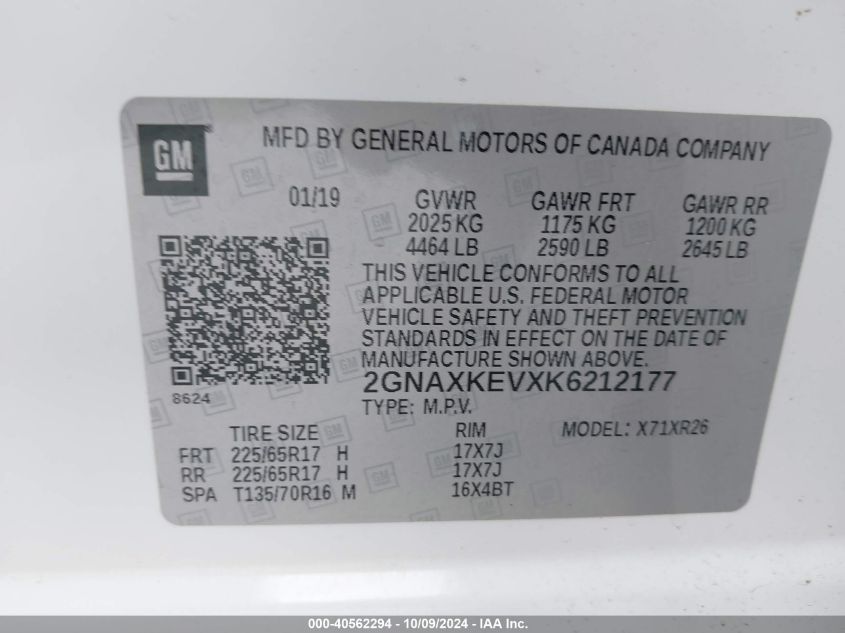 GM
MFD BY GENERAL MOTORS OF CANADA COMPANY
01/19 GVWR GAWR FRT GAWR RR
2025 KG 1175 KG 1200 KG
4464 LB 2590 LB 2645 LB
THIS VEHICLE CONFORMS TO ALL
APPLICABLE U.S. FEDERAL MOTOR
VEHICLE SAFETY AND THEFT PREVENTION
STANDARDS IN EFFECT ON THE DATE OF
MANUFACTURE SHOWN ABOVE.
2GNAXKEVXK6212177
8624
TYPE: M.P.V.
TIRE SIZE RIM MODEL: X71XR26
FRT 225/65R17 H 17X7J
RR 225/65R17 H 17X7J
SPA T135/70R16 M 16X4BT
000-40562294 - 10/09/2024 - IAA Inc.